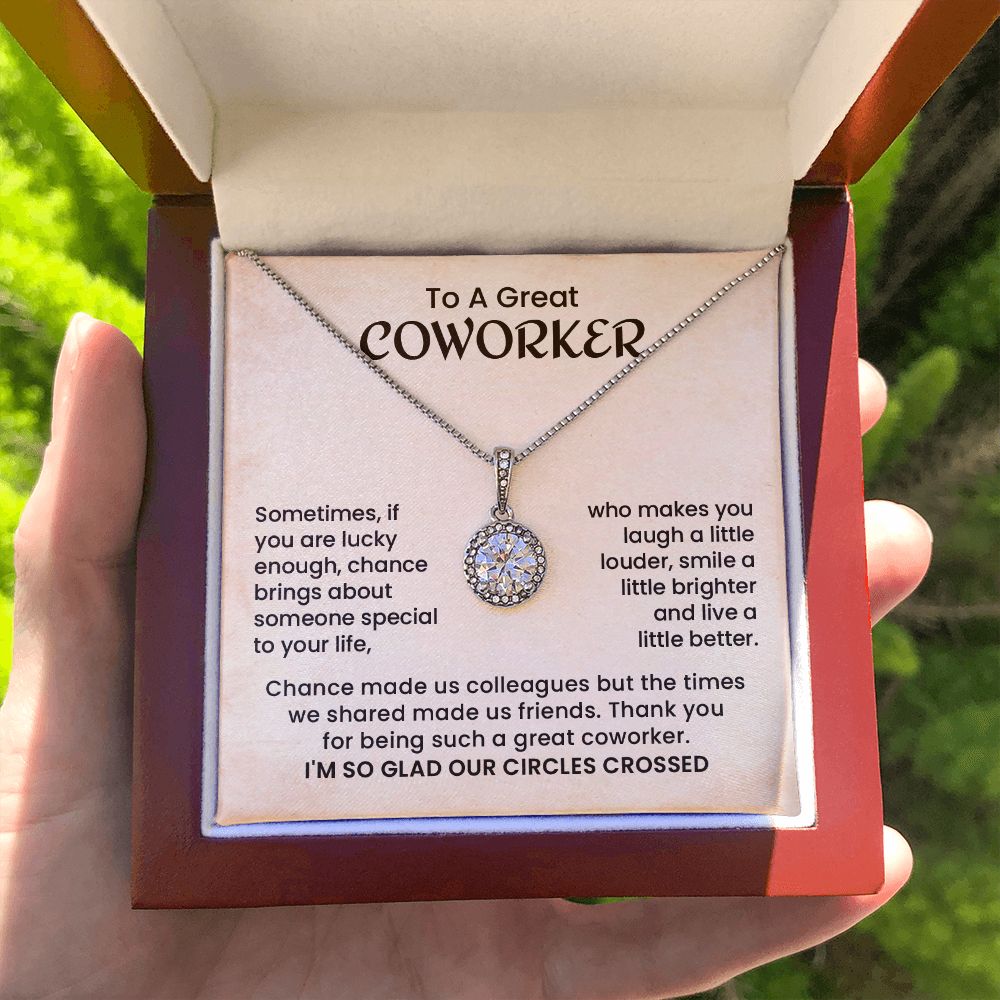 To A Great
COWORKER
Sometimes, if
you are lucky
enough, chance
brings about
someone special
to your life,
who makes you
laugh a little
louder, smile a
little brighter
and live a
little better.
Chance made us colleagues but the times
we shared made us friends. Thank you
for being such a great coworker.
I'M SO GLAD OUR CIRCLES CROSSED